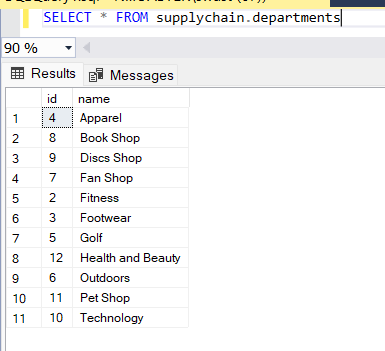 SELECT * FROM supplychain.departments
90 %
Results Messages
id name
1 4 Apparel
2 8 Book Shop
3 9 Discs Shop
4 7 Fan Shop
5 2 Fitness
6 3 Footwear
7 5 Golf
8 12 Health and Beauty
9 6 Outdoors
10 11 Pet Shop
11 10 Technology